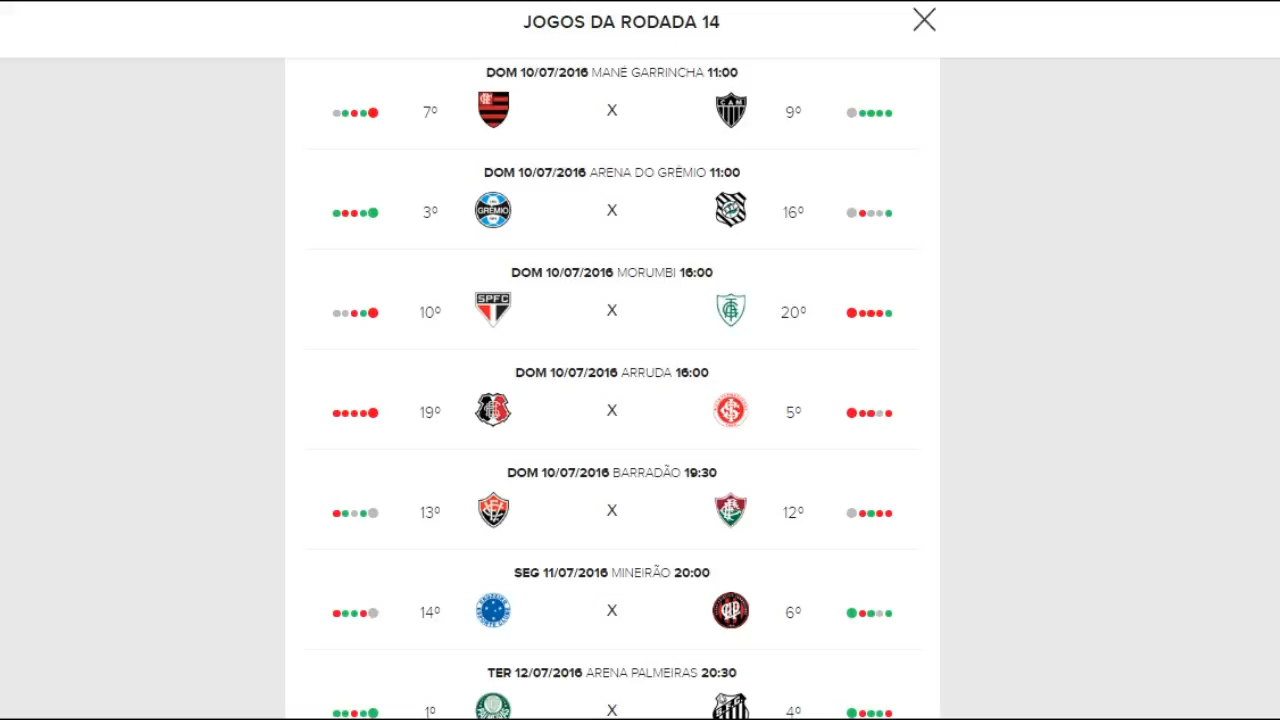 JOGOS DA RODADA 14
DOM 10/07/2016 MANÉ GARRINCHA 11:00
7º X CAM 9º
DOM 10/07/2016 ARENA DO GRÊMIO 11:00
3º GRÊMIO X 16º
DOM 10/07/2016 MORUMBI 16:00
10º SPFC X 20º
DOM 10/07/2016 ARRUDA 16:00
19º X 5º
DOM 10/07/2016 BARRADÃO 19:30
13º X 12º
SEG 11/07/2016 MINEIRÃO 20:00
14º X 6º
TER 12/07/2016 ARENA PALMEIRAS 20:30
1º X 4º